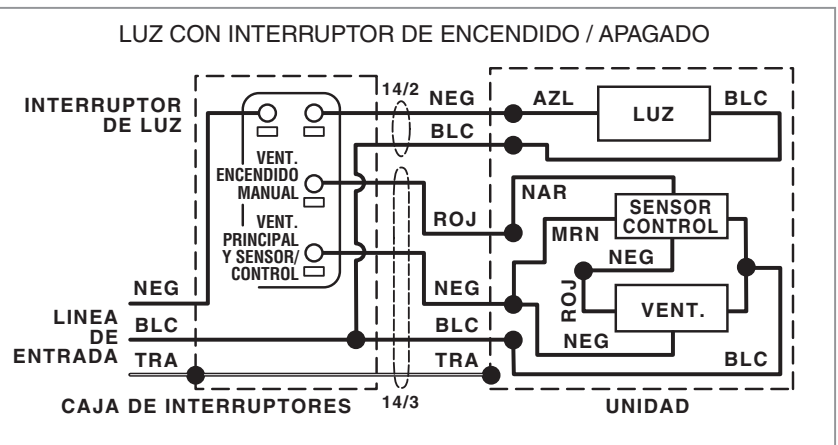 LUZ CON INTERRUPTOR DE ENCENDIDO / APAGADO
INTERRUPTOR
DE LUZ
14/2
NEG
BLC
AZL
LUZ
BLC
VENT.
ENCENDIDO
MANUAL
VENT.
PRINCIPAL
Y SENSOR/
CONTROL
ROJ
NAR
SENSOR
CONTROL
MRN
NEG
ROJ
VENT.
NEG
NEG
NEG
LINEA
DE
ENTRADA
BLC
BLC
BLC
TRA
TRA
CAJA DE INTERRUPTORES
14/3
UNIDAD